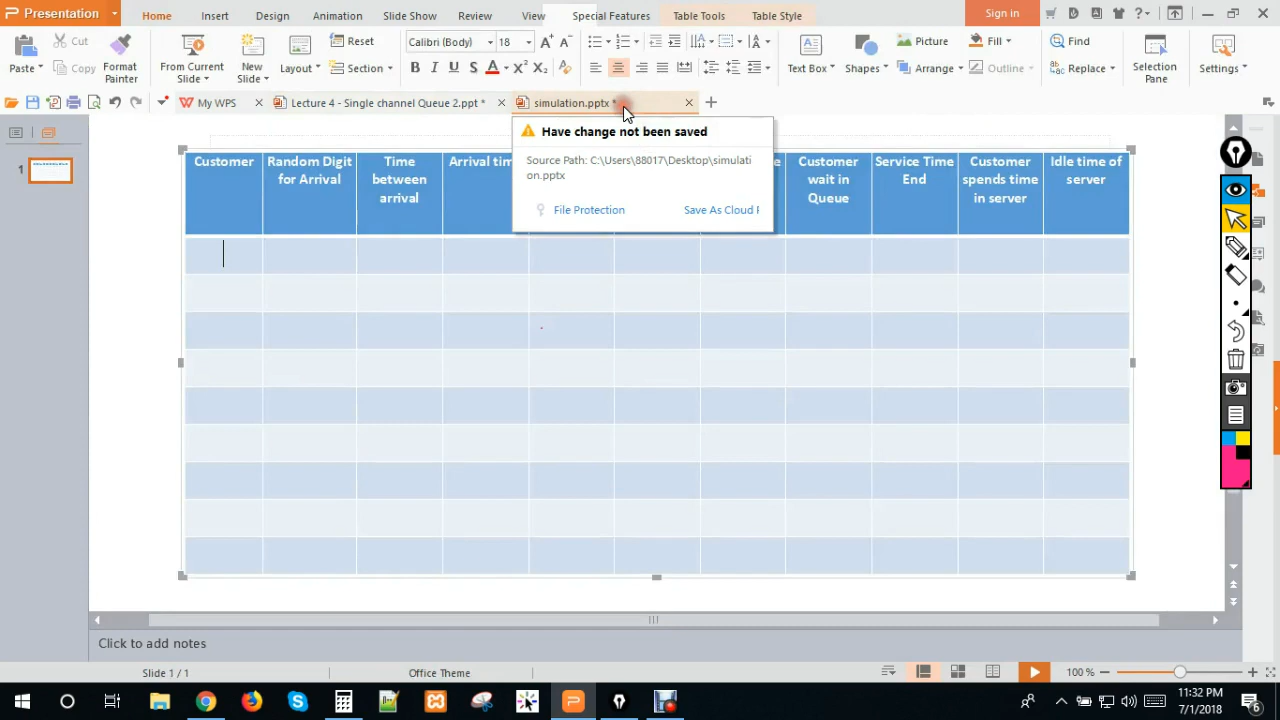 Presentation
Home Insert Design Animation Slide Show Review View Special Features Table Tools Table Style Sign in
Paste Cut Copy Format Painter From Current Slide New Slide Layout Reset Section Calibri (Body) 18 B I U S A X² X₂ Text Box Shapes Picture Arrange Fill Outline Find Replace Selection Pane Settings
My WPS Lecture 4 - Single channel Queue 2.ppt * simulation.pptx *
Have change not been saved
Source Path: C:\Users\88017\Desktop\simulati
on.pptx
File Protection Save As Cloud F
Customer
Random Digit
for Arrival
Time
between
arrival
Arrival tim
Customer
wait in
Queue
Service Time
End
Customer
spends time
in server
Idle time of
server
1
Click to add notes
Slide 1 / 1 Office Theme 100 %
11:32 PM
7/1/2018
6